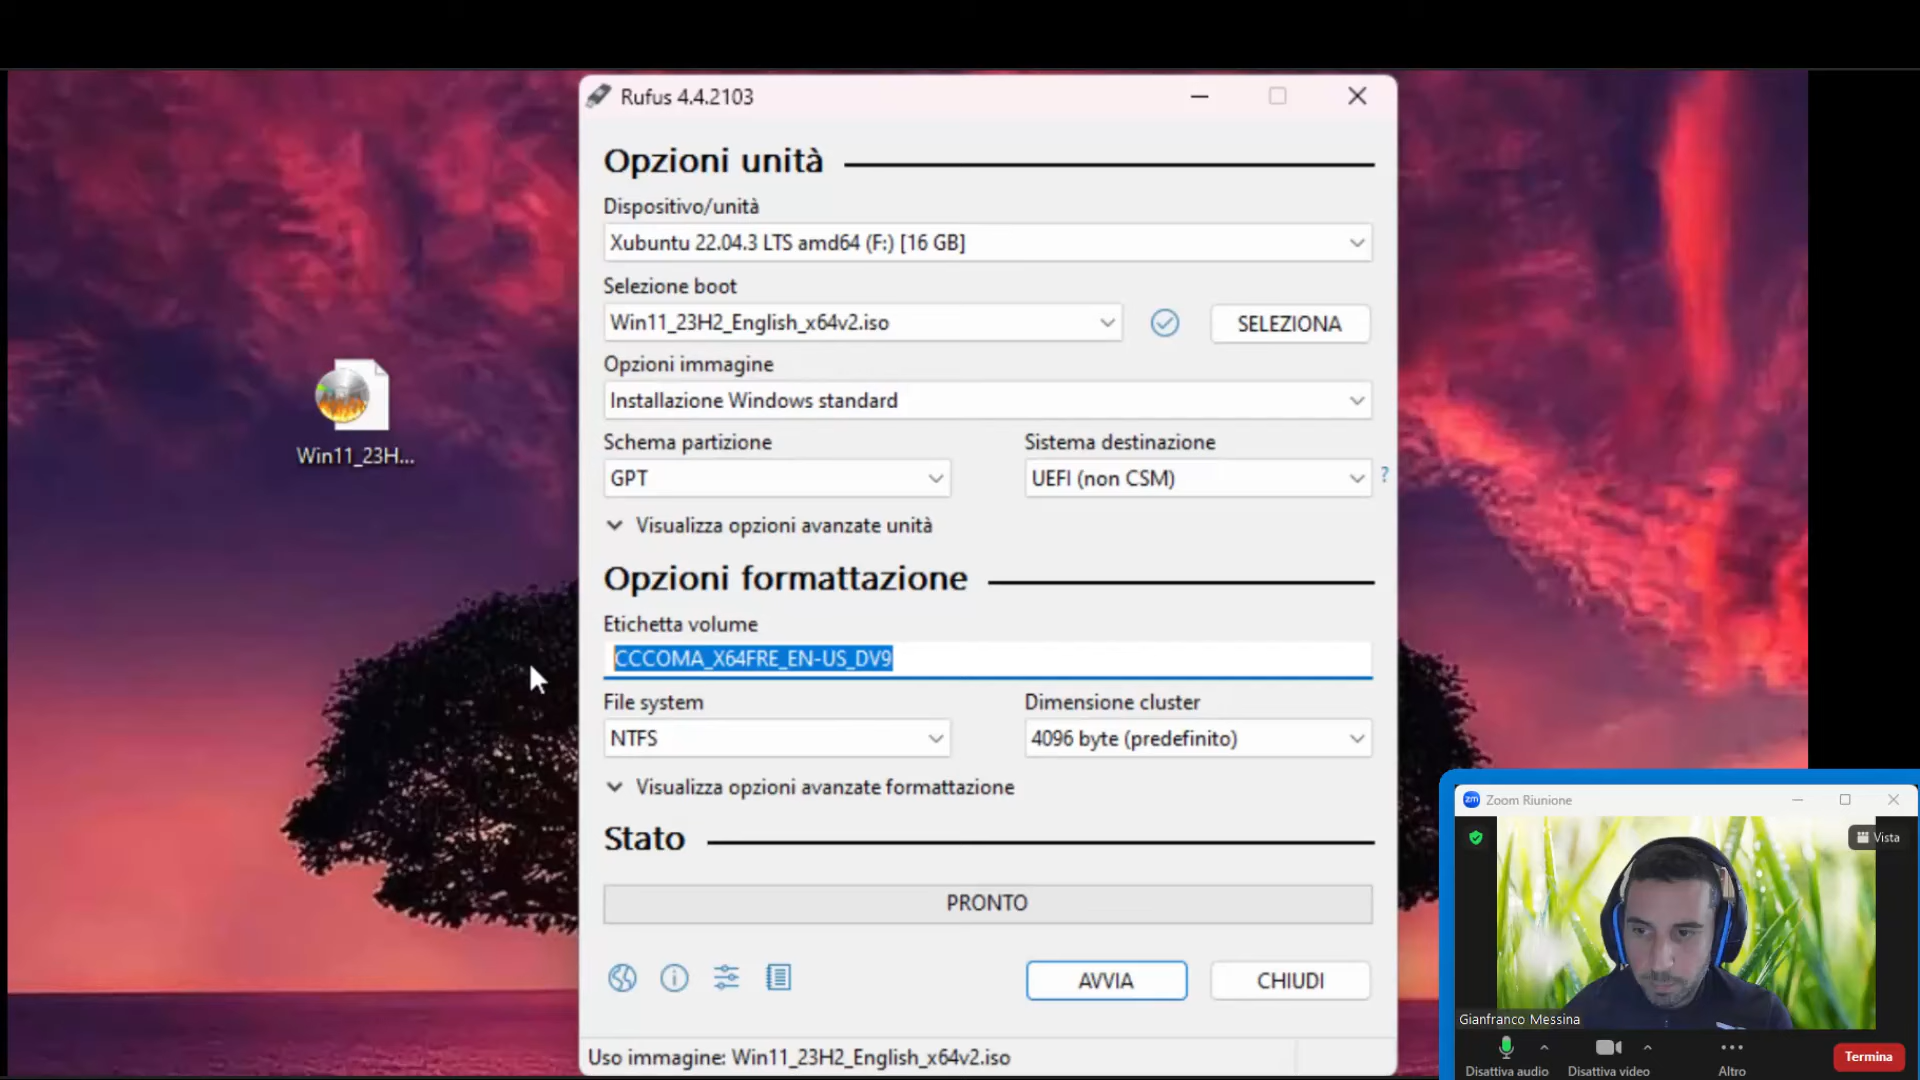 Rufus 4.4.2103
Opzioni unità
Dispositivo/unità
Xubuntu 22.04.3 LTS amd64 (F:) [16 GB]
Selezione boot
Win11_23H2_English_x64v2.iso
SELEZIONA
Opzioni immagine
Installazione Windows standard
Schema partizione
Sistema destinazione
GPT
UEFI (non CSM)
?
Visualizza opzioni avanzate unità
Opzioni formattazione
Etichetta volume
CCCOMA_X64FRE_EN-US_DV9
File system
Dimensione cluster
NTFS
4096 byte (predefinito)
Visualizza opzioni avanzate formattazione
Stato
PRONTO
AVVIA
CHIUDI
Uso immagine: Win11_23H2_English_x64v2.iso
Win11_23H...
zm Zoom Riunione
Vista
Gianfranco Messina
Disattiva audio
Disattiva video
Altro
Termina